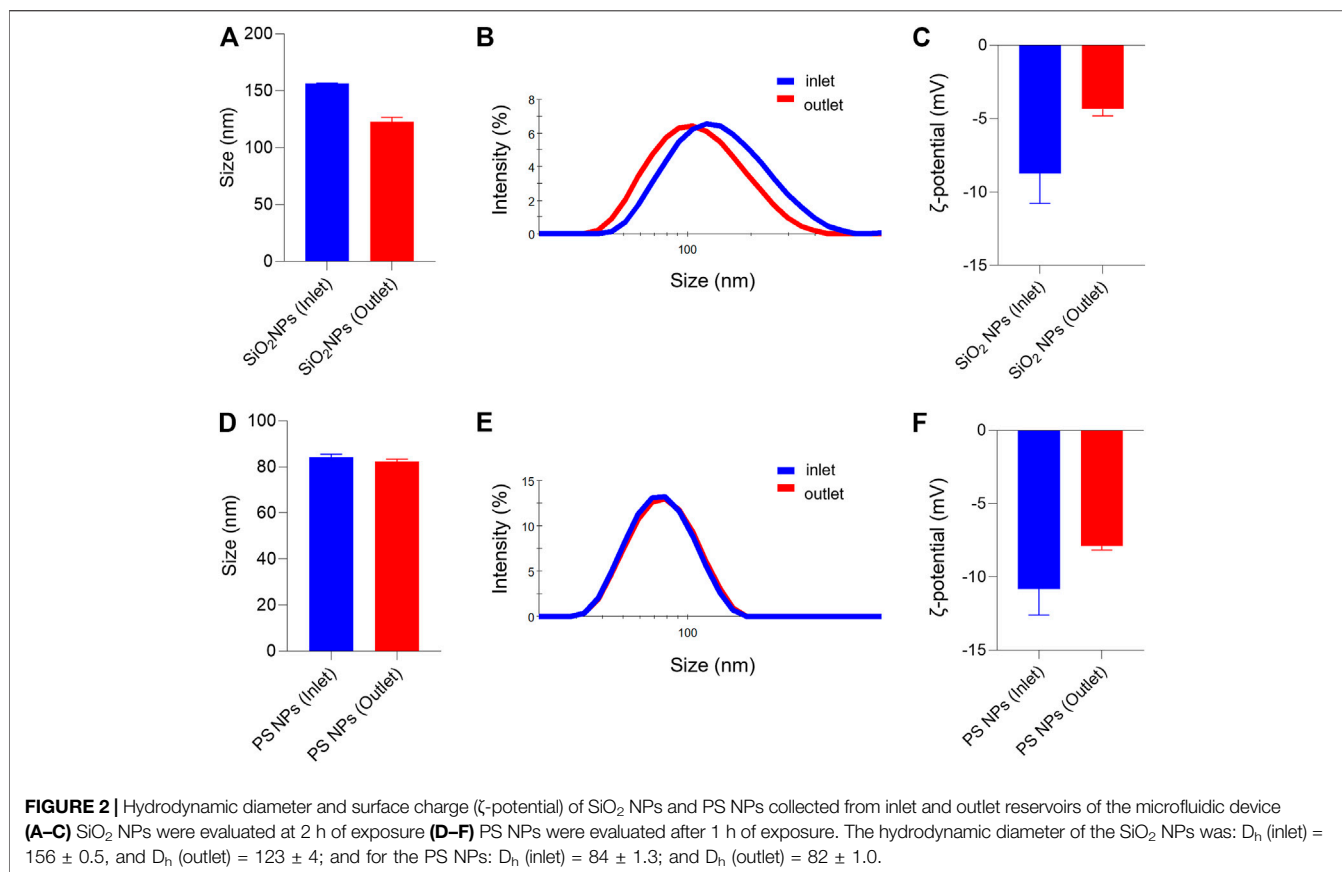 A
200
150
100
50
0
Size (nm)
SiO₂NPs (Inlet)
SiO₂NPs (Outlet)
B
inlet
outlet
8
6
4
2
0
Intensity (%)
100
Size (nm)
C
0
-5
-10
-15
ζ-potential (mV)
SiO₂ NPs (Inlet)
SiO₂ NPs (Outlet)
D
100
80
60
40
20
0
Size (nm)
PS NPs (Inlet)
PS NPs (Outlet)
E
inlet
outlet
15
10
5
0
Intensity (%)
100
Size (nm)
F
0
-5
-10
-15
ζ-potential (mV)
PS NPs (Inlet)
PS NPs (Outlet)
FIGURE 2 | Hydrodynamic diameter and surface charge (ζ-potential) of SiO₂ NPs and PS NPs collected from inlet and outlet reservoirs of the microfluidic device
(A–C) SiO₂ NPs were evaluated at 2 h of exposure (D–F) PS NPs were evaluated after 1 h of exposure. The hydrodynamic diameter of the SiO₂ NPs was: Dₕ (inlet) =
156 ± 0.5, and Dₕ (outlet) = 123 ± 4; and for the PS NPs: Dₕ (inlet) = 84 ± 1.3; and Dₕ (outlet) = 82 ± 1.0.